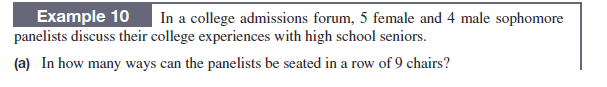 Example 10 In a college admissions forum, 5 female and 4 male sophomore
panelists discuss their college experiences with high school seniors.
(a) In how many ways can the panelists be seated in a row of 9 chairs?